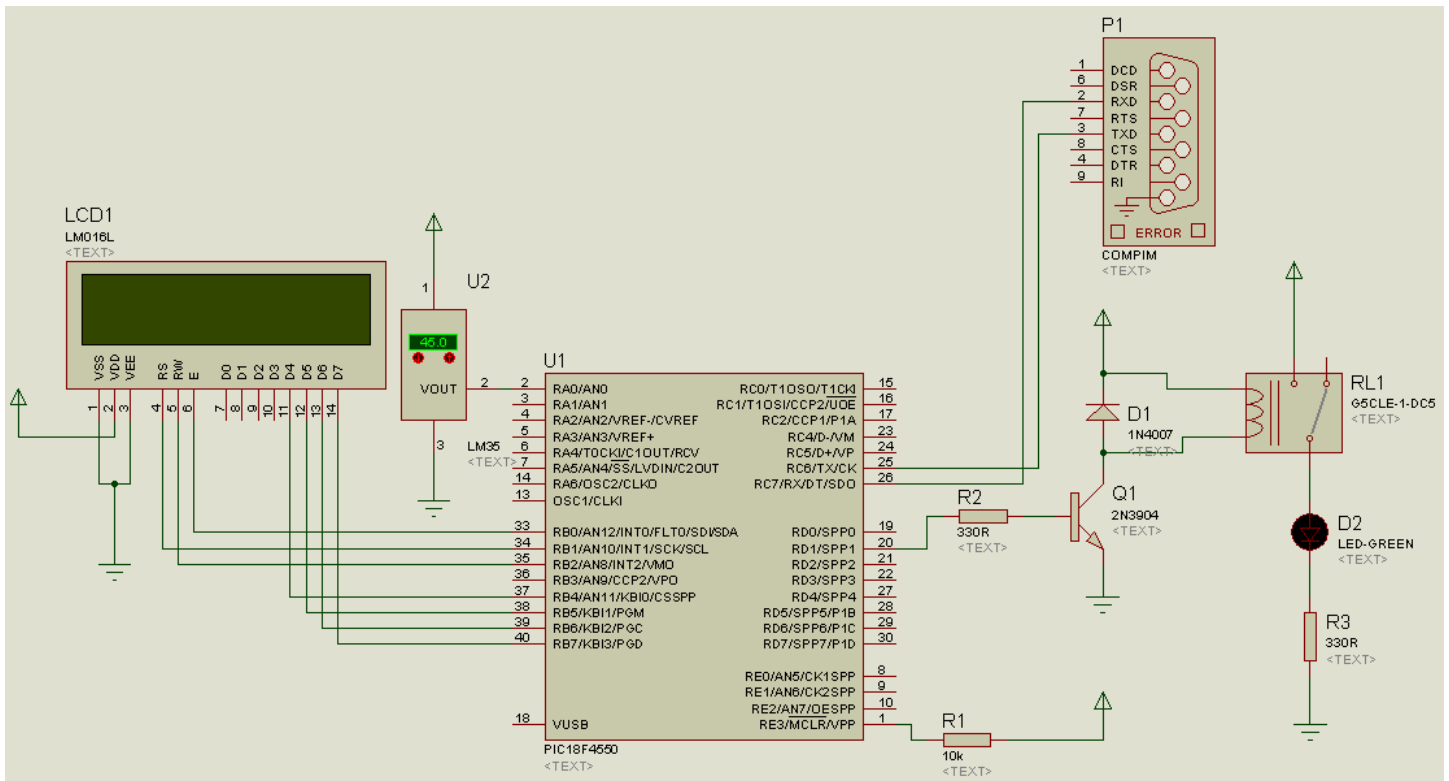 P1
1 DCD
6 DSR
2 RXD
7 RTS
3 TXD
8 CTS
4 DTR
9 RI
ERROR
COMPIM
<TEXT>
LCD1
LM016L
<TEXT>
VSS VDD VEE RS RW E D0 D1 D2 D3 D4 D5 D6 D7
1 2 3 4 5 6 7 8 9 10 11 12 13 14
U2
1
45.0
VOUT 2
3
LM35
<TEXT>
U1
2 RA0/AN0
3 RA1/AN1
4 RA2/AN2/VREF-/CVREF
5 RA3/AN3/VREF+
6 RA4/T0CKI/C1OUT/RCV
7 RA5/AN4/SS/LVDIN/C2OUT
14 RA6/OSC2/CLKO
13 OSC1/CLKI
33 RB0/AN12/INT0/FLT0/SDI/SDA
34 RB1/AN10/INT1/SCK/SCL
35 RB2/AN8/INT2/VMO
36 RB3/AN9/CCP2/VPO
37 RB4/AN11/KBI0/CSSPP
38 RB5/KBI1/PGM
39 RB6/KBI2/PGC
40 RB7/KBI3/PGD
18 VUSB
RC0/T1OSO/T1CKI 15
RC1/T1OSI/CCP2/UOE 16
RC2/CCP1/P1A 17
RC4/D-/VM 23
RC5/D+/VP 24
RC6/TX/CK 25
RC7/RX/DT/SDO 26
RD0/SPP0 19
RD1/SPP1 20
RD2/SPP2 21
RD3/SPP3 22
RD4/SPP4 27
RD5/SPP5/P1B 28
RD6/SPP6/P1C 29
RD7/SPP7/P1D 30
RE0/AN5/CK1SPP 8
RE1/AN6/CK2SPP 9
RE2/AN7/OESPP 10
RE3/MCLR/VPP 1
PIC18F4550
<TEXT>
R2
330R
<TEXT>
R1
10k
<TEXT>
D1
1N4007
<TEXT>
Q1
2N3904
<TEXT>
RL1
G5CLE-1-DC5
<TEXT>
D2
LED-GREEN
<TEXT>
R3
330R
<TEXT>